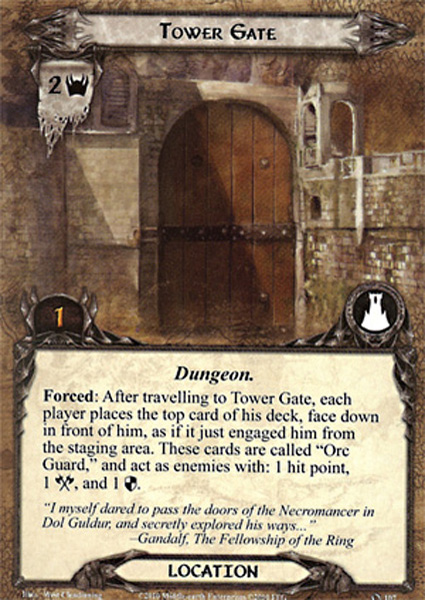 Tower Gate
2
1
Dungeon.
Forced: After travelling to Tower Gate, each
player places the top card of his deck, face down
in front of him, as if it just engaged him from
the staging area. These cards are called “Orc
Guard,” and act as enemies with: 1 hit point,
1 , and 1 .
“I myself dared to pass the doors of the Necromancer in
Dol Guldur, and secretly explored his ways...”
–Gandalf, The Fellowship of the Ring
LOCATION